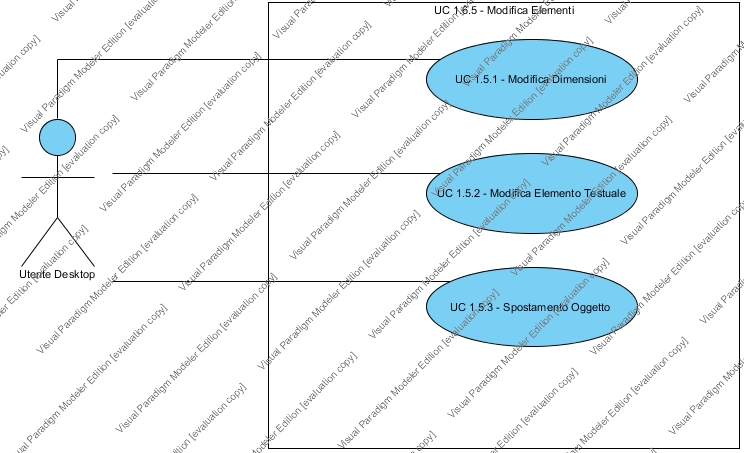 UC 1.6.5 - Modifica Elementi
UC 1.5.1 - Modifica Dimensioni
UC 1.5.2 - Modifica Elemento Testuale
Utente Desktop
UC 1.5.3 - Spostamento Oggetto
Visual Paradigm Modeler Edition [evaluation copy]